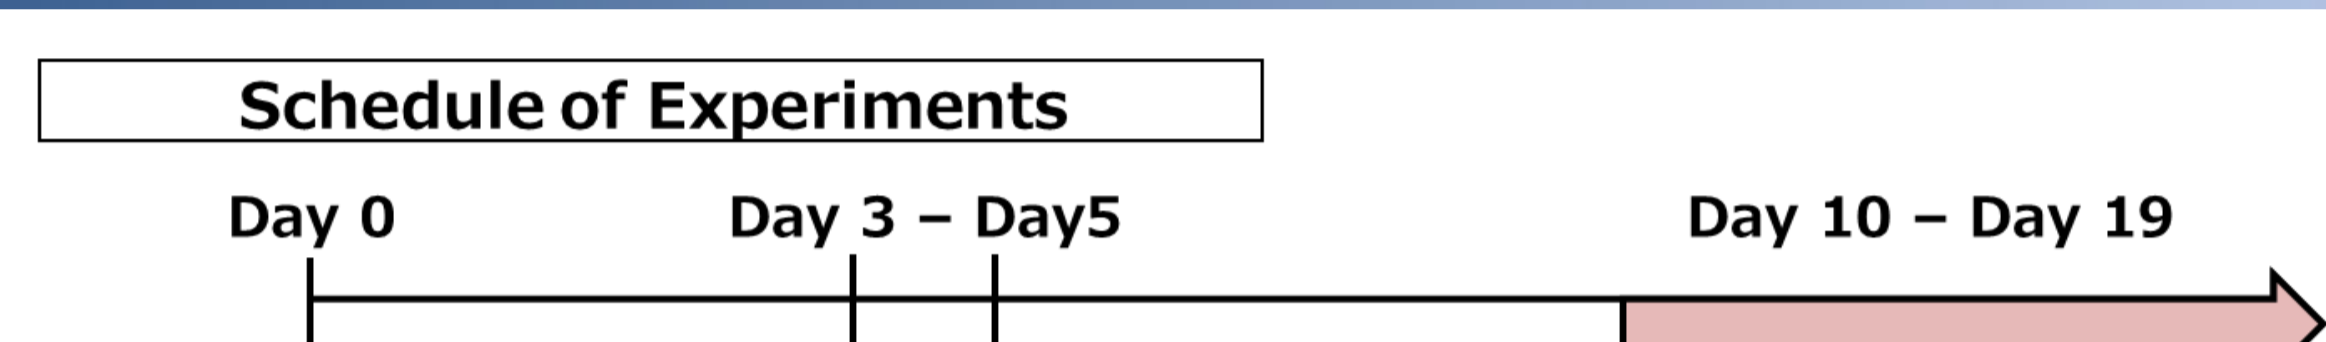 Schedule of Experiments
Day 0 Day 3 – Day5 Day 10 – Day 19